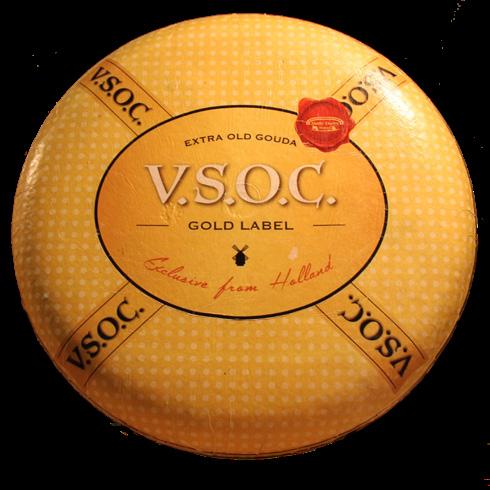 V.S.O.C.
V.S.O.C.
EXTRA OLD GOUDA
V.S.O.C.
GOLD LABEL
Exclusive from Holland
V.S.O.C.
V.S.O.C.